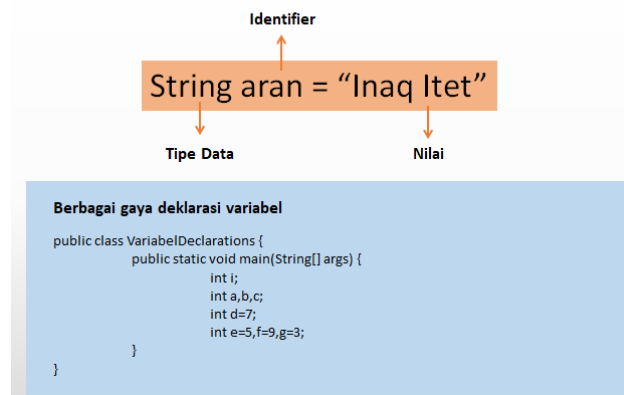 Identifier
String aran = “Inaq Itet”
Tipe Data Nilai
Berbagai gaya deklarasi variabel
public class VariabelDeclarations {
public static void main(String[] args) {
int i;
int a,b,c;
int d=7;
int e=5,f=9,g=3;
}
}